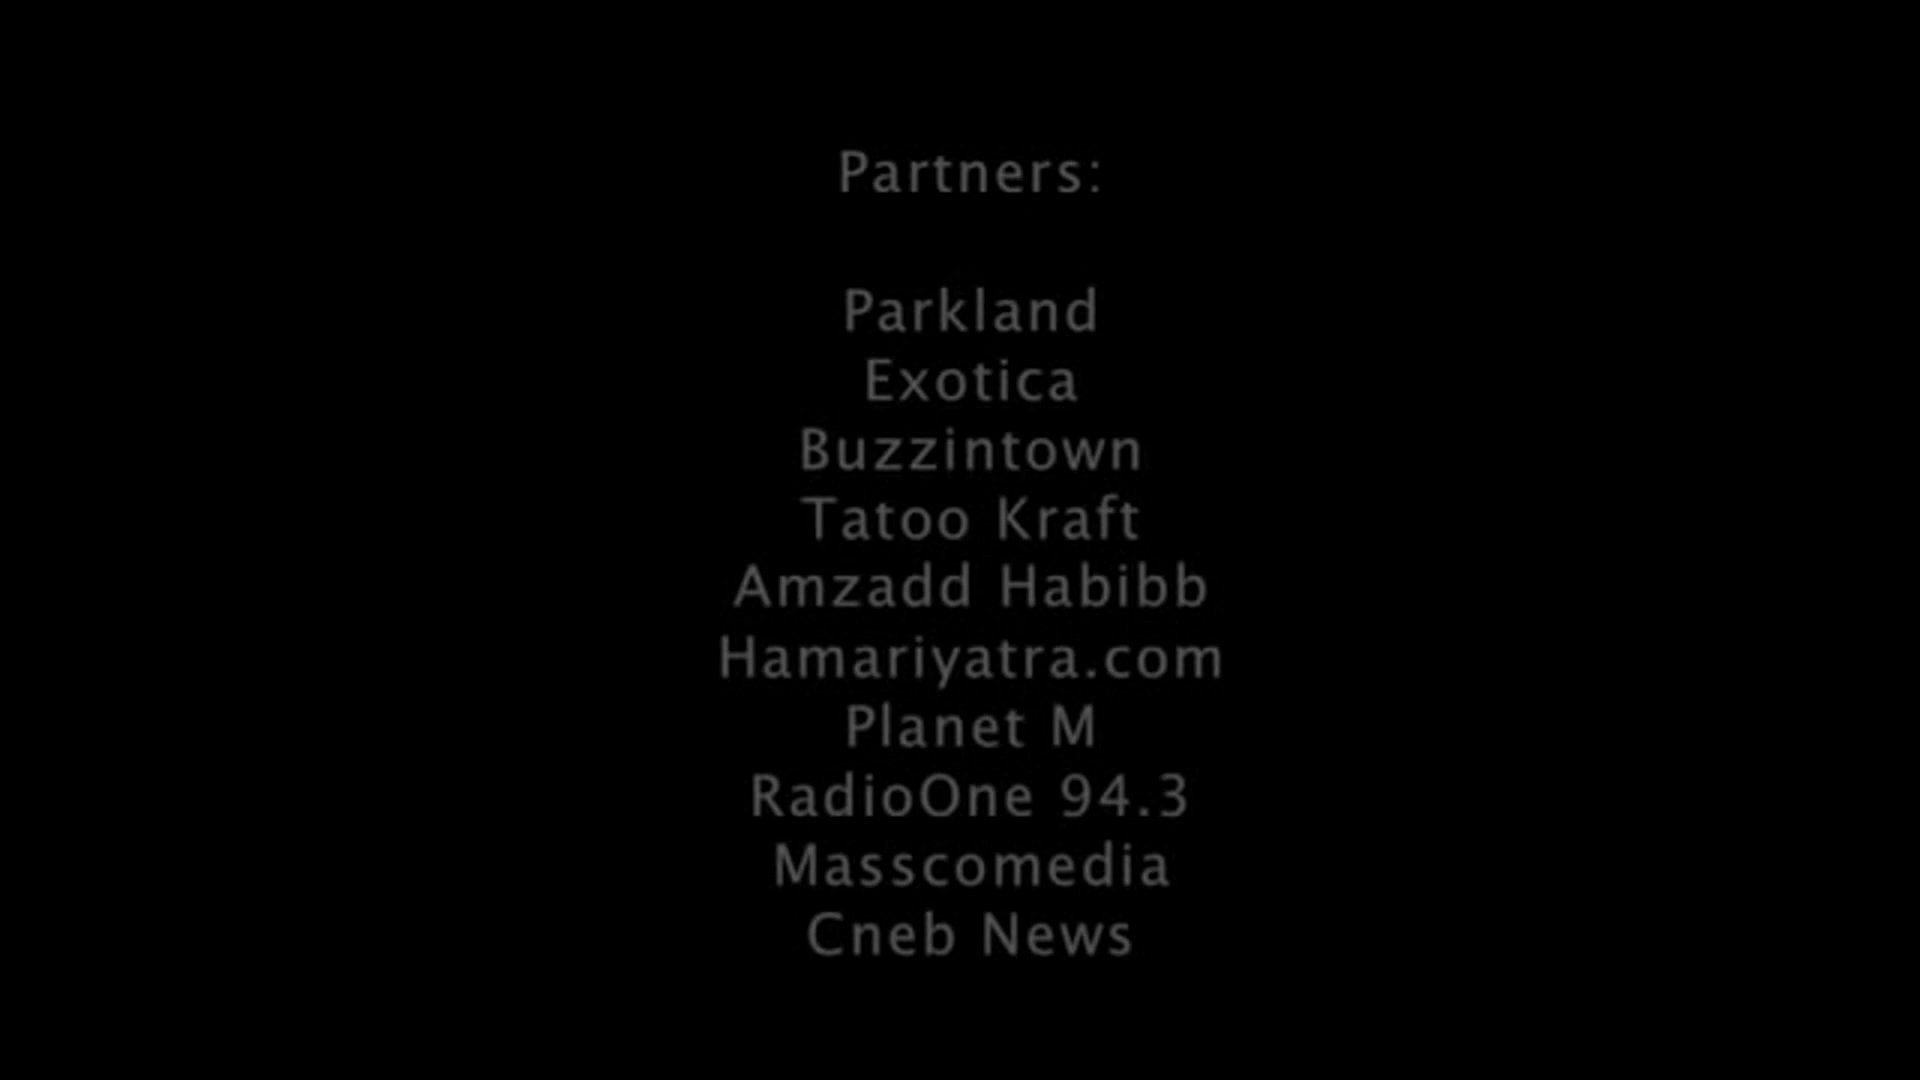 Partners:
Parkland
Exotica
Buzzintown
Tatoo Kraft
Amzadd Habibb
Hamariyatra.com
Planet M
RadioOne 94.3
Masscomedia
Cneb News